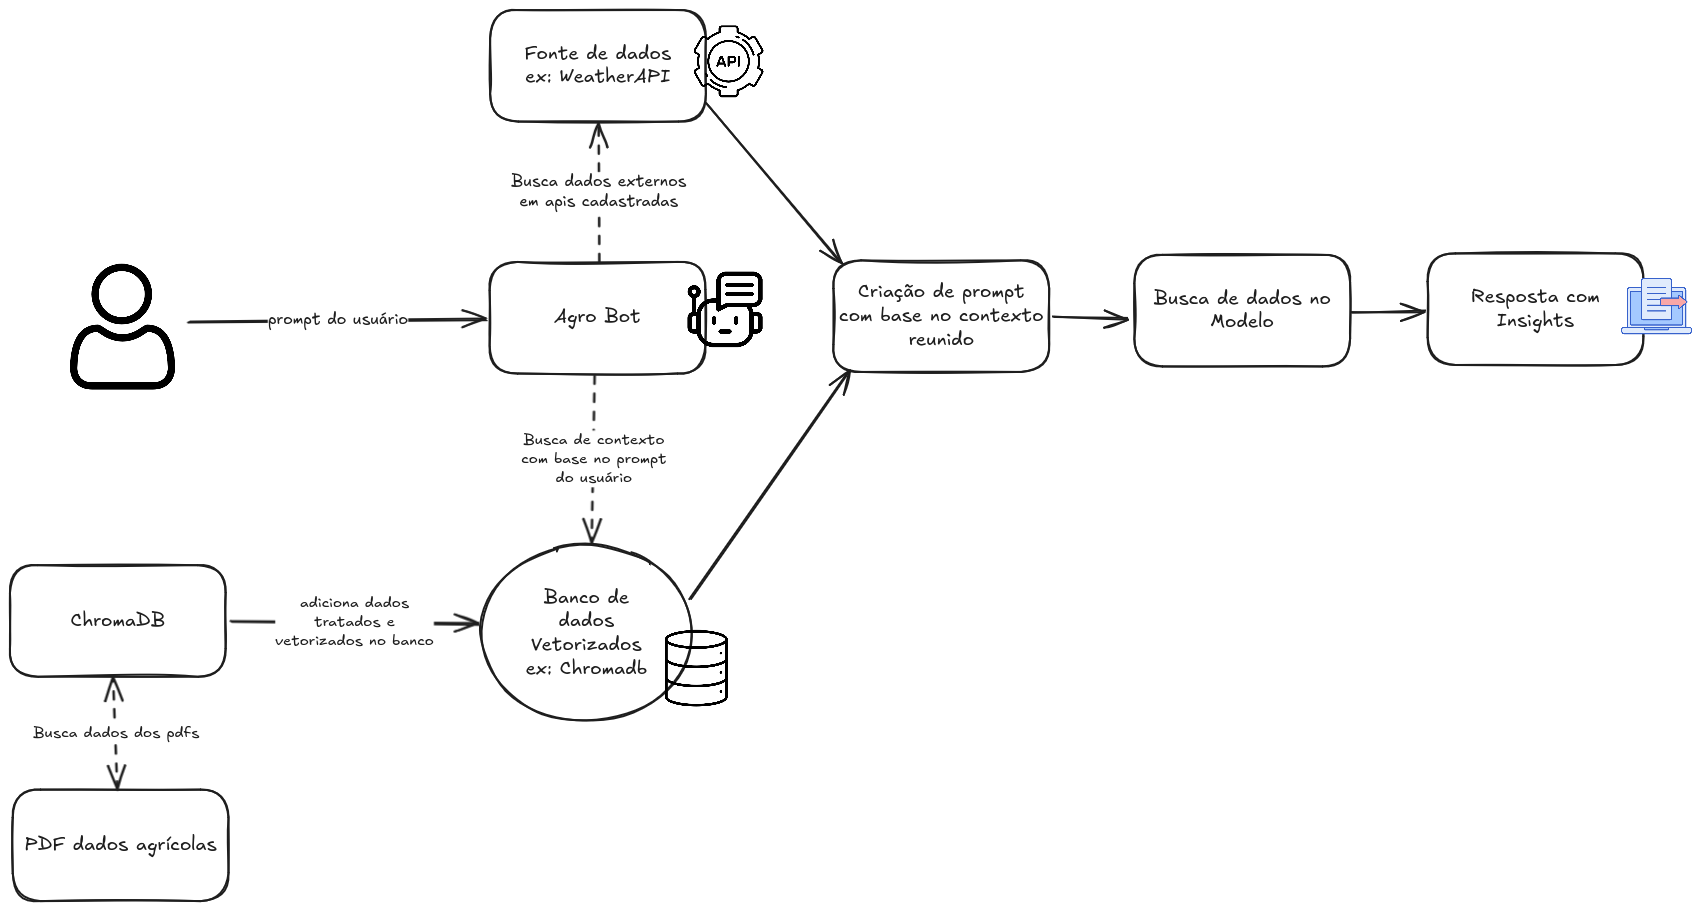 Fonte de dados
ex: WeatherAPI
API
Busca dados externos
em apis cadastradas
prompt do usuário
Agro Bot
Criação de prompt
com base no contexto
reunido
Busca de dados no
Modelo
Resposta com
Insights
Busca de contexto
com base no prompt
do usuário
ChromaDB
adiciona dados
tratados e
vetorizados no banco
Banco de
dados
Vetorizados
ex: Chromadb
Busca dados dos pdfs
PDF dados agrícolas